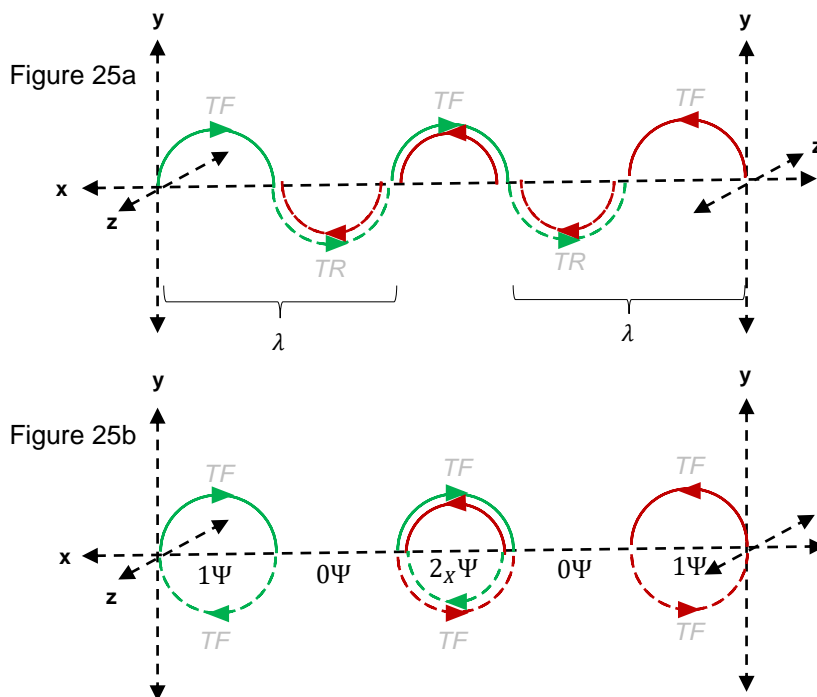 y y
Figure 25a
TF TF TF
z
x
z
TR TR
λ λ
y y
Figure 25b
TF TF TF
x
1Ψ 0Ψ 2XΨ 0Ψ 1Ψ
z
TF TF TF